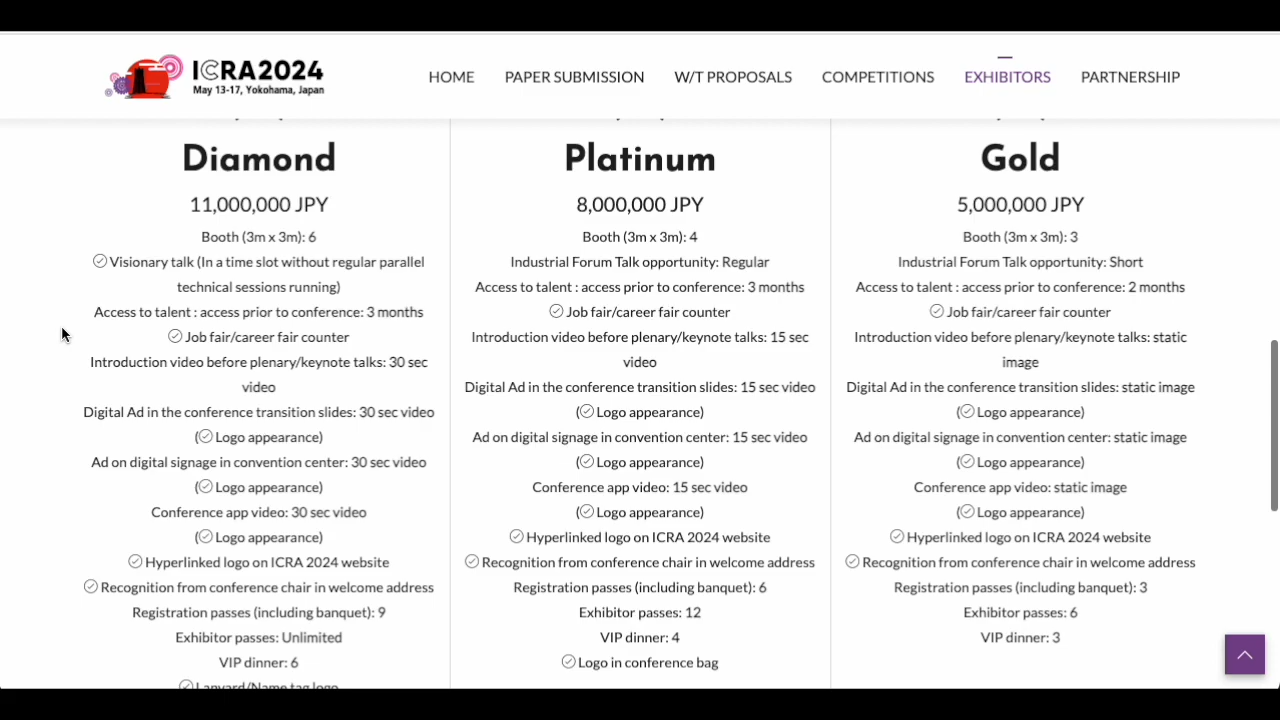 ICRA2024
May 13-17, Yokohama, Japan
HOME
PAPER SUBMISSION
W/T PROPOSALS
COMPETITIONS
EXHIBITORS
PARTNERSHIP
Diamond
11,000,000 JPY
Booth (3m x 3m): 6
Visionary talk (In a time slot without regular parallel
technical sessions running)
Access to talent : access prior to conference: 3 months
Job fair/career fair counter
Introduction video before plenary/keynote talks: 30 sec
video
Digital Ad in the conference transition slides: 30 sec video
(Logo appearance)
Ad on digital signage in convention center: 30 sec video
(Logo appearance)
Conference app video: 30 sec video
(Logo appearance)
Hyperlinked logo on ICRA 2024 website
Recognition from conference chair in welcome address
Registration passes (including banquet): 9
Exhibitor passes: Unlimited
VIP dinner: 6
Lanyard/Name tag logo
Platinum
8,000,000 JPY
Booth (3m x 3m): 4
Industrial Forum Talk opportunity: Regular
Access to talent : access prior to conference: 3 months
Job fair/career fair counter
Introduction video before plenary/keynote talks: 15 sec
video
Digital Ad in the conference transition slides: 15 sec video
(Logo appearance)
Ad on digital signage in convention center: 15 sec video
(Logo appearance)
Conference app video: 15 sec video
(Logo appearance)
Hyperlinked logo on ICRA 2024 website
Recognition from conference chair in welcome address
Registration passes (including banquet): 6
Exhibitor passes: 12
VIP dinner: 4
Logo in conference bag
Gold
5,000,000 JPY
Booth (3m x 3m): 3
Industrial Forum Talk opportunity: Short
Access to talent : access prior to conference: 2 months
Job fair/career fair counter
Introduction video before plenary/keynote talks: static
image
Digital Ad in the conference transition slides: static image
(Logo appearance)
Ad on digital signage in convention center: static image
(Logo appearance)
Conference app video: static image
(Logo appearance)
Hyperlinked logo on ICRA 2024 website
Recognition from conference chair in welcome address
Registration passes (including banquet): 3
Exhibitor passes: 6
VIP dinner: 3